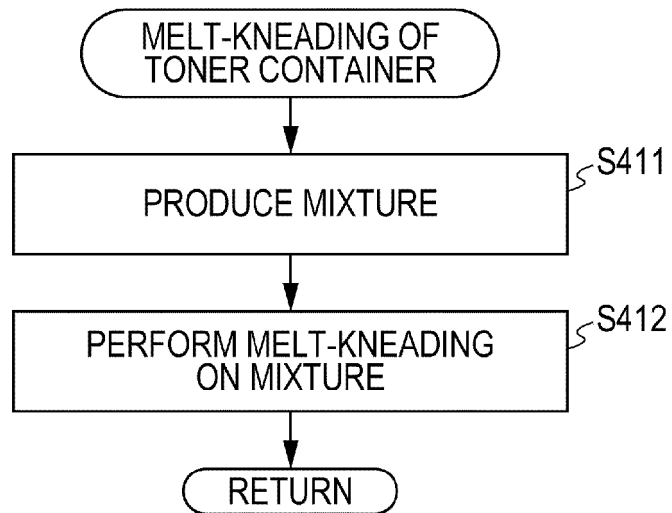 MELT-KNEADING OF
TONER CONTAINER
S411
PRODUCE MIXTURE
S412
PERFORM MELT-KNEADING
ON MIXTURE
RETURN